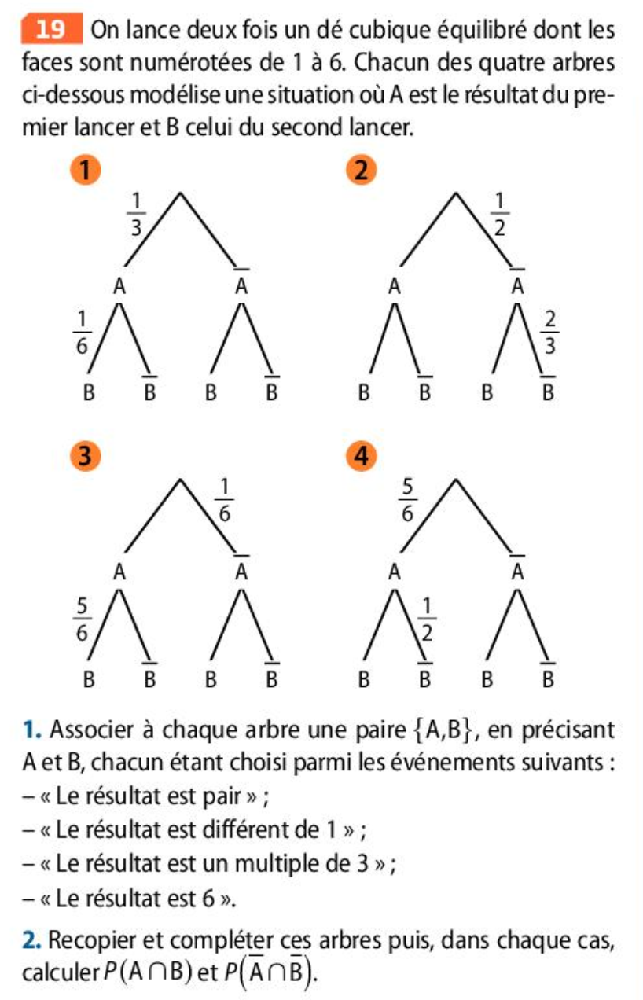 19 On lance deux fois un dé cubique équilibré dont les
faces sont numérotées de 1 à 6. Chacun des quatre arbres
ci-dessous modélise une situation où A est le résultat du pre-
mier lancer et B celui du second lancer.
1 2
1/3 1/2
A A̅ A A̅
1/6 2/3
B B̅ B B̅ B B̅ B B̅
3 4
1/6 5/6
A A̅ A A̅
5/6 1/2
B B̅ B B̅ B B̅ B B̅
1. Associer à chaque arbre une paire {A,B}, en précisant
A et B, chacun étant choisi parmi les événements suivants :
– « Le résultat est pair » ;
– « Le résultat est différent de 1 » ;
– « Le résultat est un multiple de 3 » ;
– « Le résultat est 6 ».
2. Recopier et compléter ces arbres puis, dans chaque cas,
calculer P(A∩B) et P(A̅∩B̅).